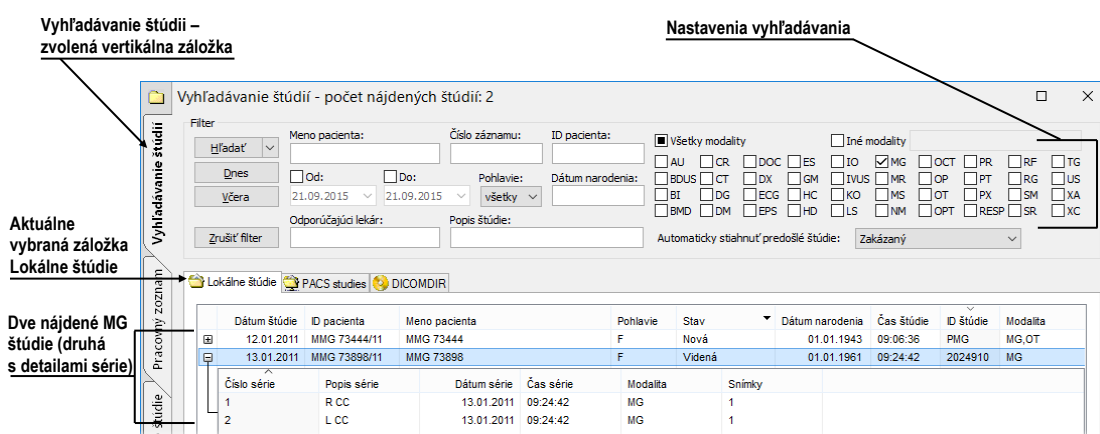 Vyhľadávanie štúdii –
zvolená vertikálna záložka
Nastavenia vyhľadávania
Vyhľadávanie štúdií - počet nájdených štúdií: 2
Vyhľadávanie štúdií
Filter
Hľadať
Meno pacienta:
Číslo záznamu:
ID pacienta:
Všetky modality
Iné modality
AU CR DOC ES IO MG OCT PR RF TG
Dnes
Od:
Do:
Pohlavie:
Dátum narodenia:
BDUS CT DX GM IVUS MR OP PT RG US
Včera
21.09.2015
21.09.2015
všetky
BI DG ECG HC KO MS OT PX SM XA
BMD DM EPS HD LS NM OPT RESP SR XC
Odporúčajúci lekár:
Popis štúdie:
Zrušiť filter
Automaticky stiahnuť predošlé štúdie:
Zakázaný
Aktuálne
vybraná záložka
Lokálne štúdie
Pracovný zoznam
Lokálne štúdie
PACS studies
DICOMDIR
Dve nájdené MG
štúdie (druhá
s detailami série)
Dátum štúdie ID pacienta Meno pacienta Pohlavie Stav Dátum narodenia Čas štúdie ID štúdie Modalita
12.01.2011 MMG 73444/11 MMG 73444 F Nová 01.01.1943 09:06:36 PMG MG,OT
13.01.2011 MMG 73898/11 MMG 73898 F Videná 01.01.1961 09:24:42 2024910 MG
Číslo série Popis série Dátum série Čas série Modalita Snímky
1 R CC 13.01.2011 09:24:42 MG 1
2 L CC 13.01.2011 09:24:42 MG 1
štúdie